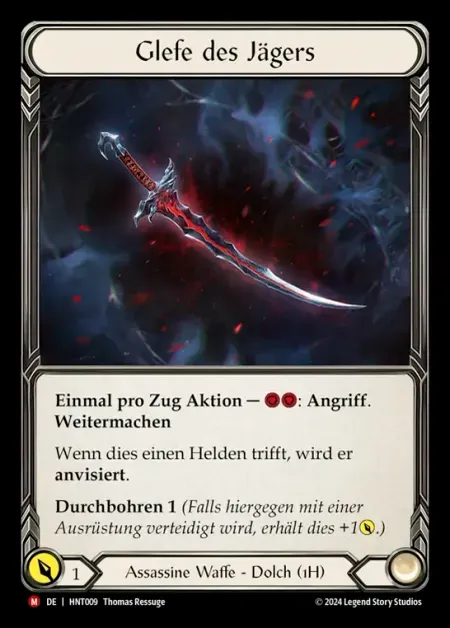 Glefe des Jägers
Einmal pro Zug Aktion — : Angriff.
Weitermachen
Wenn dies einen Helden trifft, wird er
anvisiert.
Durchbohren 1 (Falls hiergegen mit einer
Ausrüstung verteidigt wird, erhält dies +1.)
1
Assassine Waffe - Dolch (1H)
M DE | HNT009 Thomas Ressuge
© 2024 Legend Story Studios